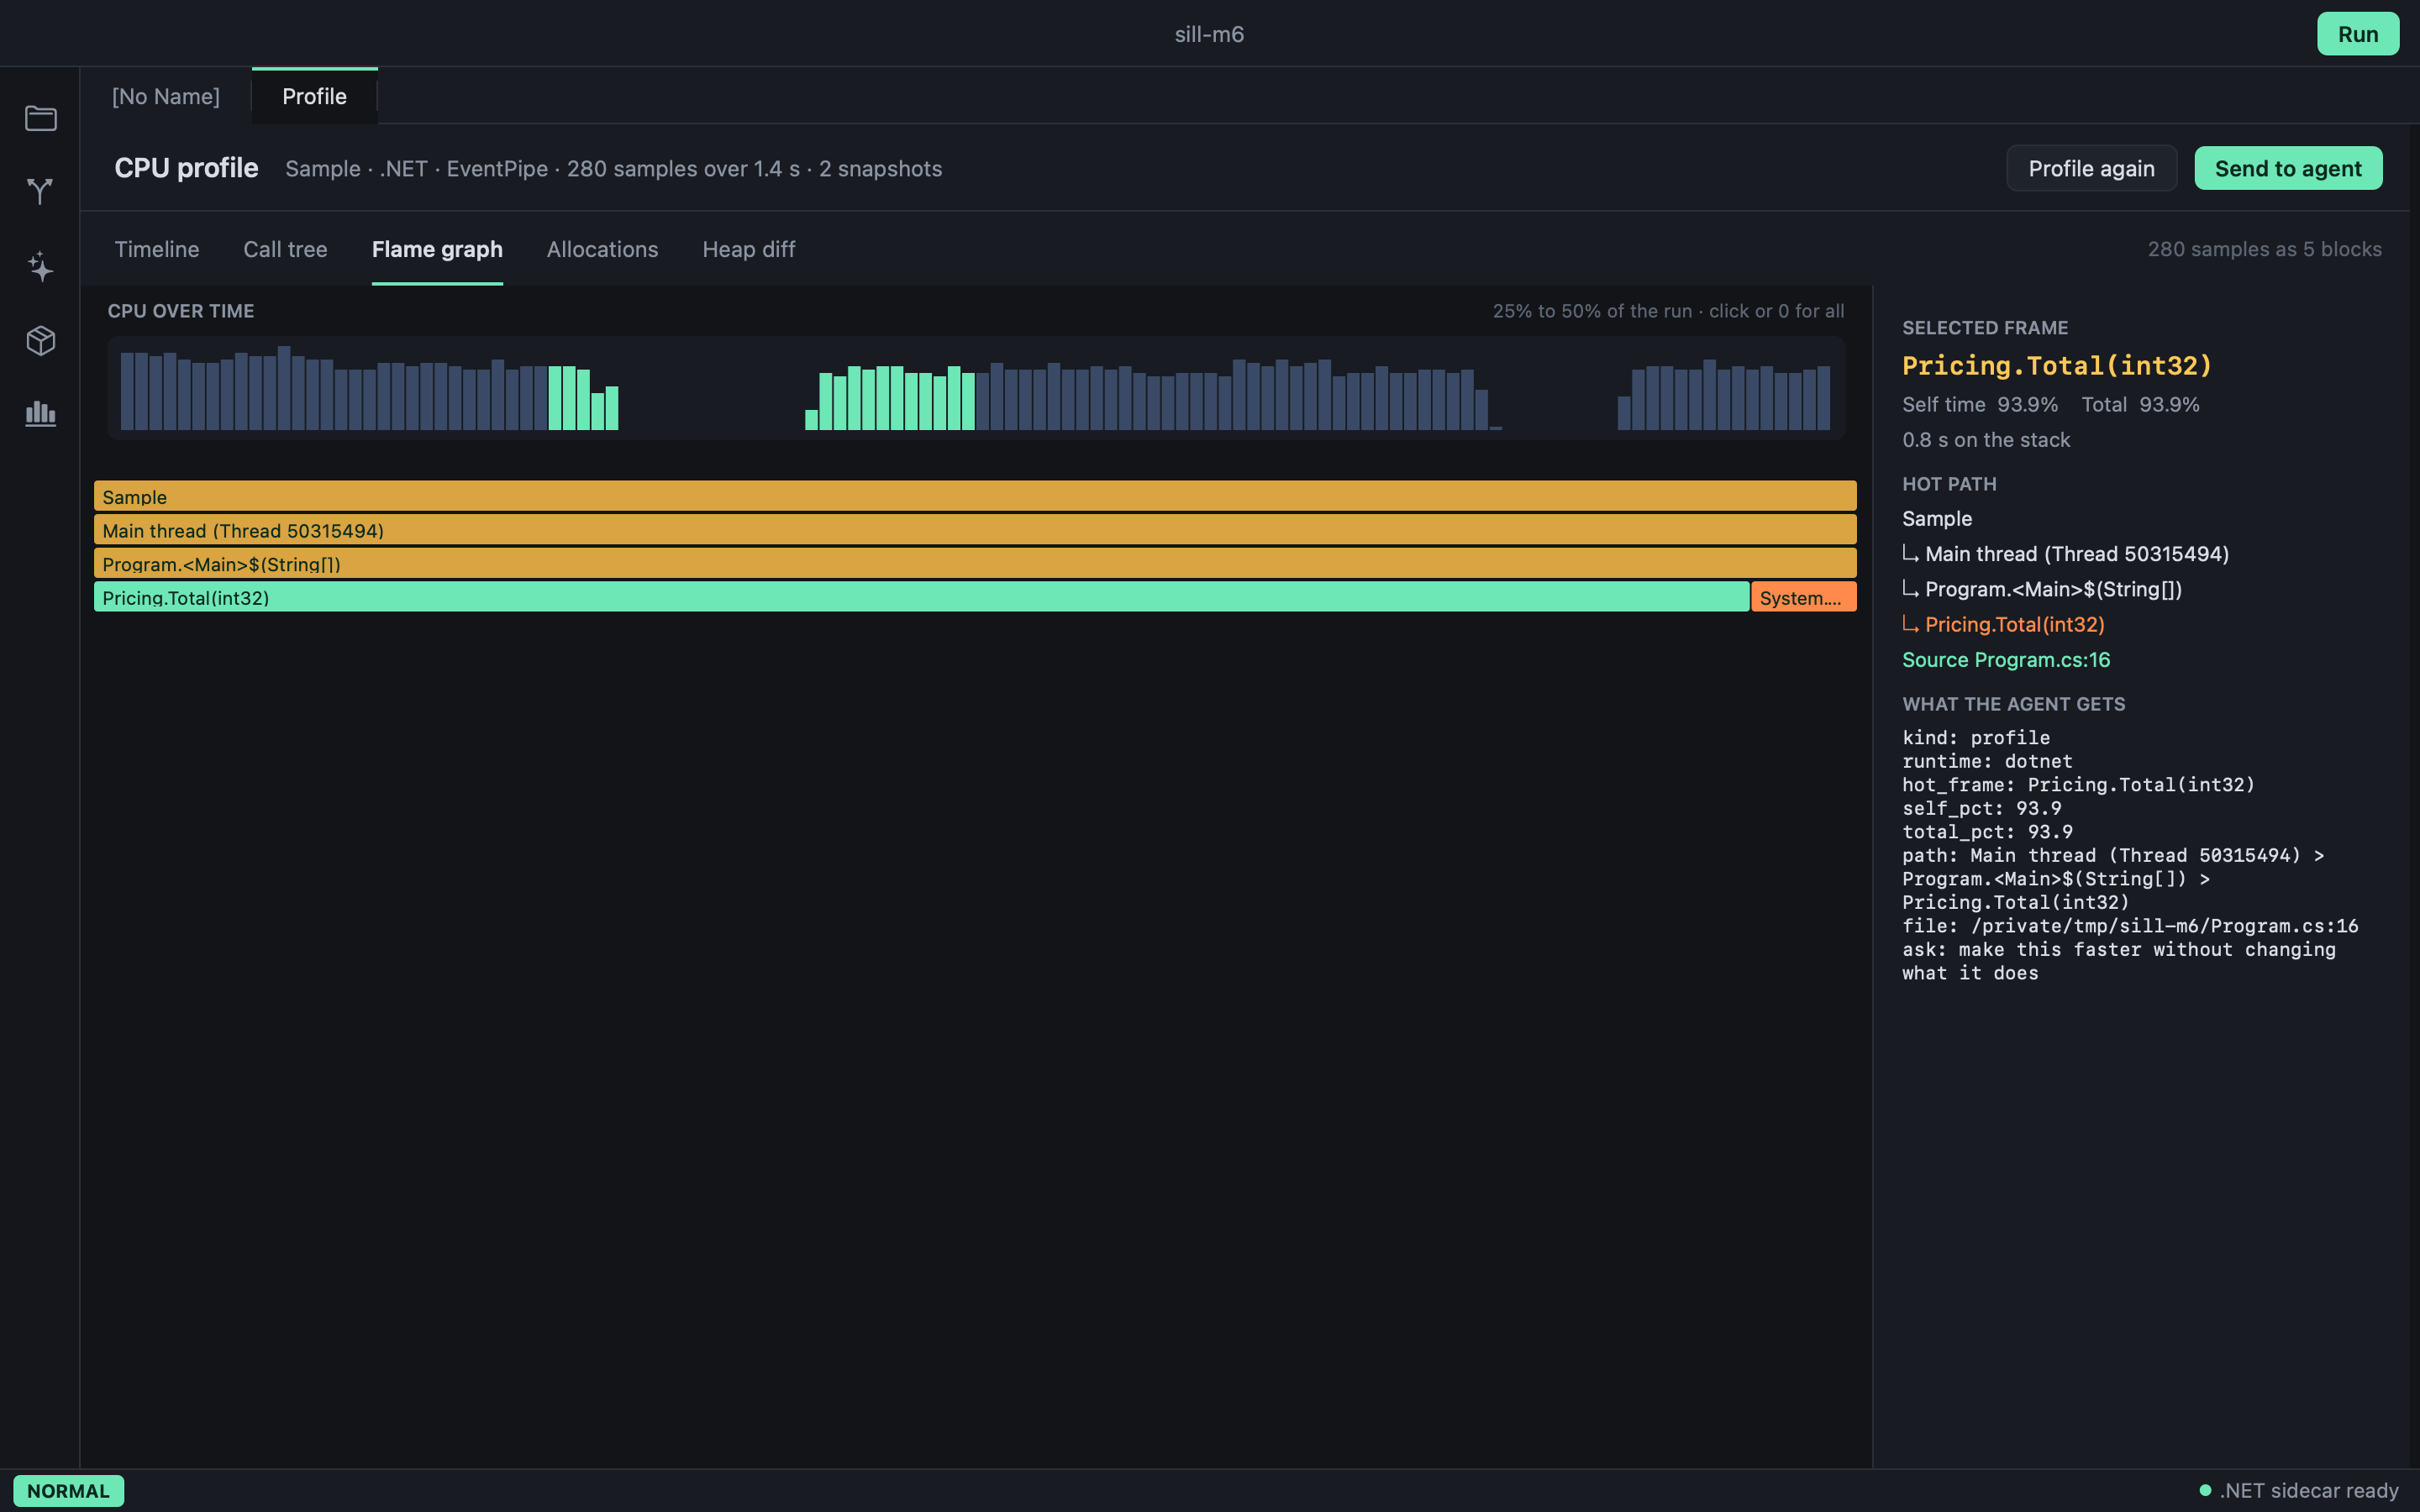 sill-m6
Run
[No Name]
Profile
CPU profile
Sample · .NET · EventPipe · 280 samples over 1.4 s · 2 snapshots
Profile again
Send to agent
Timeline
Call tree
Flame graph
Allocations
Heap diff
280 samples as 5 blocks
CPU OVER TIME
25% to 50% of the run · click or 0 for all
Sample
Main thread (Thread 50315494)
Program.<Main>$(String[])
Pricing.Total(int32)
System....
SELECTED FRAME
Pricing.Total(int32)
Self time 93.9% Total 93.9%
0.8 s on the stack
HOT PATH
Sample
Main thread (Thread 50315494)
Program.<Main>$(String[])
Pricing.Total(int32)
Source Program.cs:16
WHAT THE AGENT GETS
kind: profile
runtime: dotnet
hot_frame: Pricing.Total(int32)
self_pct: 93.9
total_pct: 93.9
path: Main thread (Thread 50315494) >
Program.<Main>$(String[]) >
Pricing.Total(int32)
file: /private/tmp/sill-m6/Program.cs:16
ask: make this faster without changing
what it does
NORMAL
.NET sidecar ready